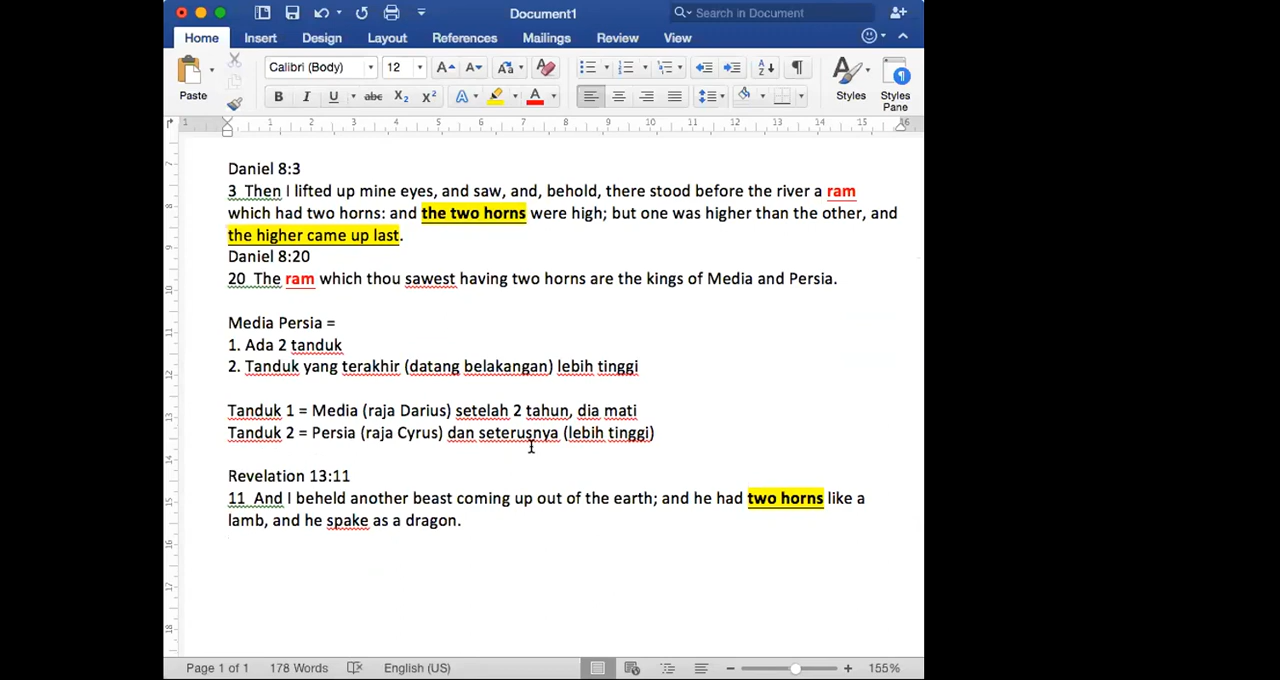 Document1
Search in Document
Home Insert Design Layout References Mailings Review View
Paste
Calibri (Body) 12
Styles
Styles Pane
Daniel 8:3
3 Then I lifted up mine eyes, and saw, and, behold, there stood before the river a ram
which had two horns: and the two horns were high; but one was higher than the other, and
the higher came up last.
Daniel 8:20
20 The ram which thou sawest having two horns are the kings of Media and Persia.
Media Persia =
1. Ada 2 tanduk
2. Tanduk yang terakhir (datang belakangan) lebih tinggi
Tanduk 1 = Media (raja Darius) setelah 2 tahun, dia mati
Tanduk 2 = Persia (raja Cyrus) dan seterusnya (lebih tinggi)
Revelation 13:11
11 And I beheld another beast coming up out of the earth; and he had two horns like a
lamb, and he spake as a dragon.
Page 1 of 1 178 Words English (US) 155%